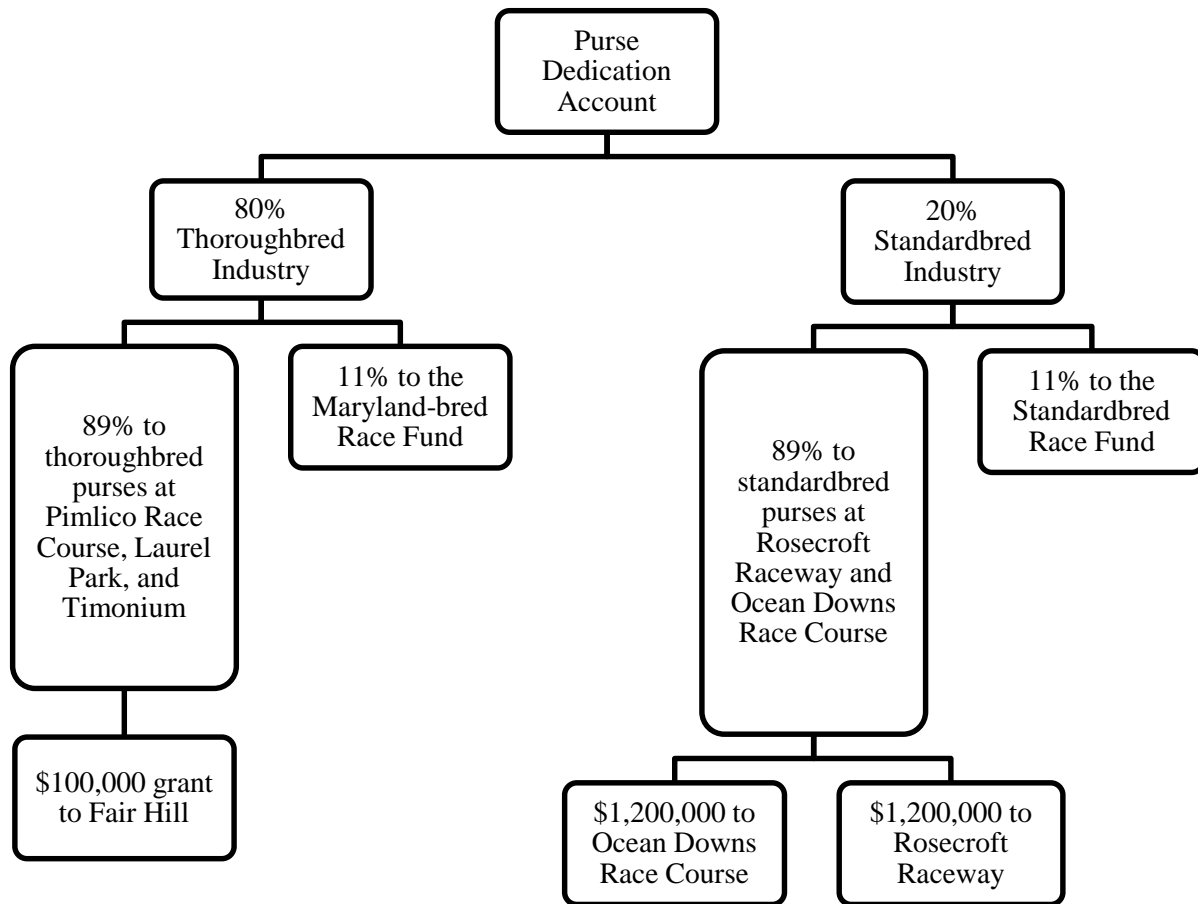 Purse
Dedication
Account
80%
Thoroughbred
Industry
20%
Standardbred
Industry
89% to
thoroughbred
purses at
Pimlico Race
Course, Laurel
Park, and
Timonium
11% to the
Maryland-bred
Race Fund
89% to
standardbred
purses at
Rosecroft
Raceway and
Ocean Downs
Race Course
11% to the
Standardbred
Race Fund
$100,000 grant
to Fair Hill
$1,200,000 to
Ocean Downs
Race Course
$1,200,000 to
Rosecroft
Raceway